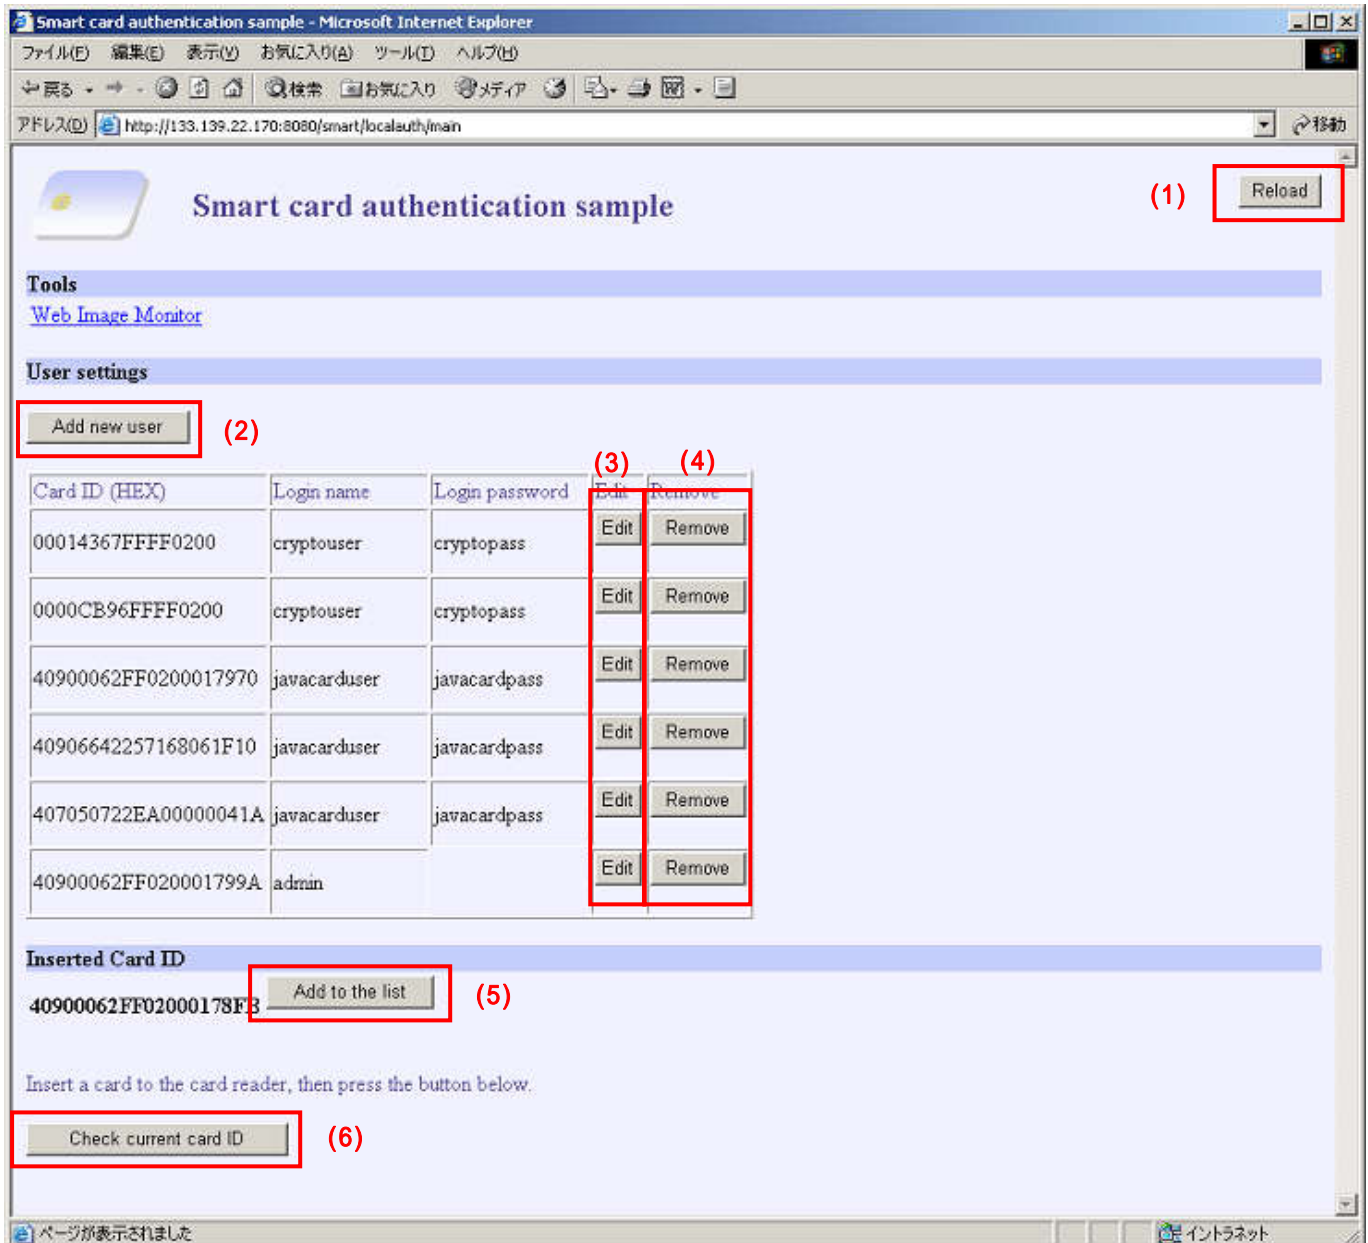 Smart card authentication sample - Microsoft Internet Explorer
ファイル(F) 編集(E) 表示(V) お気に入り(A) ツール(T) ヘルプ(H)
戻る 検索 お気に入り メディア
アドレス(D) http://133.139.22.170:8080/smart/localauth/main 移動
Smart card authentication sample (1) Reload
Tools
Web Image Monitor
User settings
Add new user (2)
(3) (4)
Card ID (HEX) Login name Login password Edit Remove
00014367FFFF0200 cryptouser cryptopass Edit Remove
0000CB96FFFF0200 cryptouser cryptopass Edit Remove
40900062FF0200017970 javacarduser javacardpass Edit Remove
40906642257168061F10 javacarduser javacardpass Edit Remove
407050722EA00000041A javacarduser javacardpass Edit Remove
40900062FF020001799A admin Edit Remove
Inserted Card ID
40900062FF02000178FB Add to the list (5)
Insert a card to the card reader, then press the button below.
Check current card ID (6)
ページが表示されました イントラネット